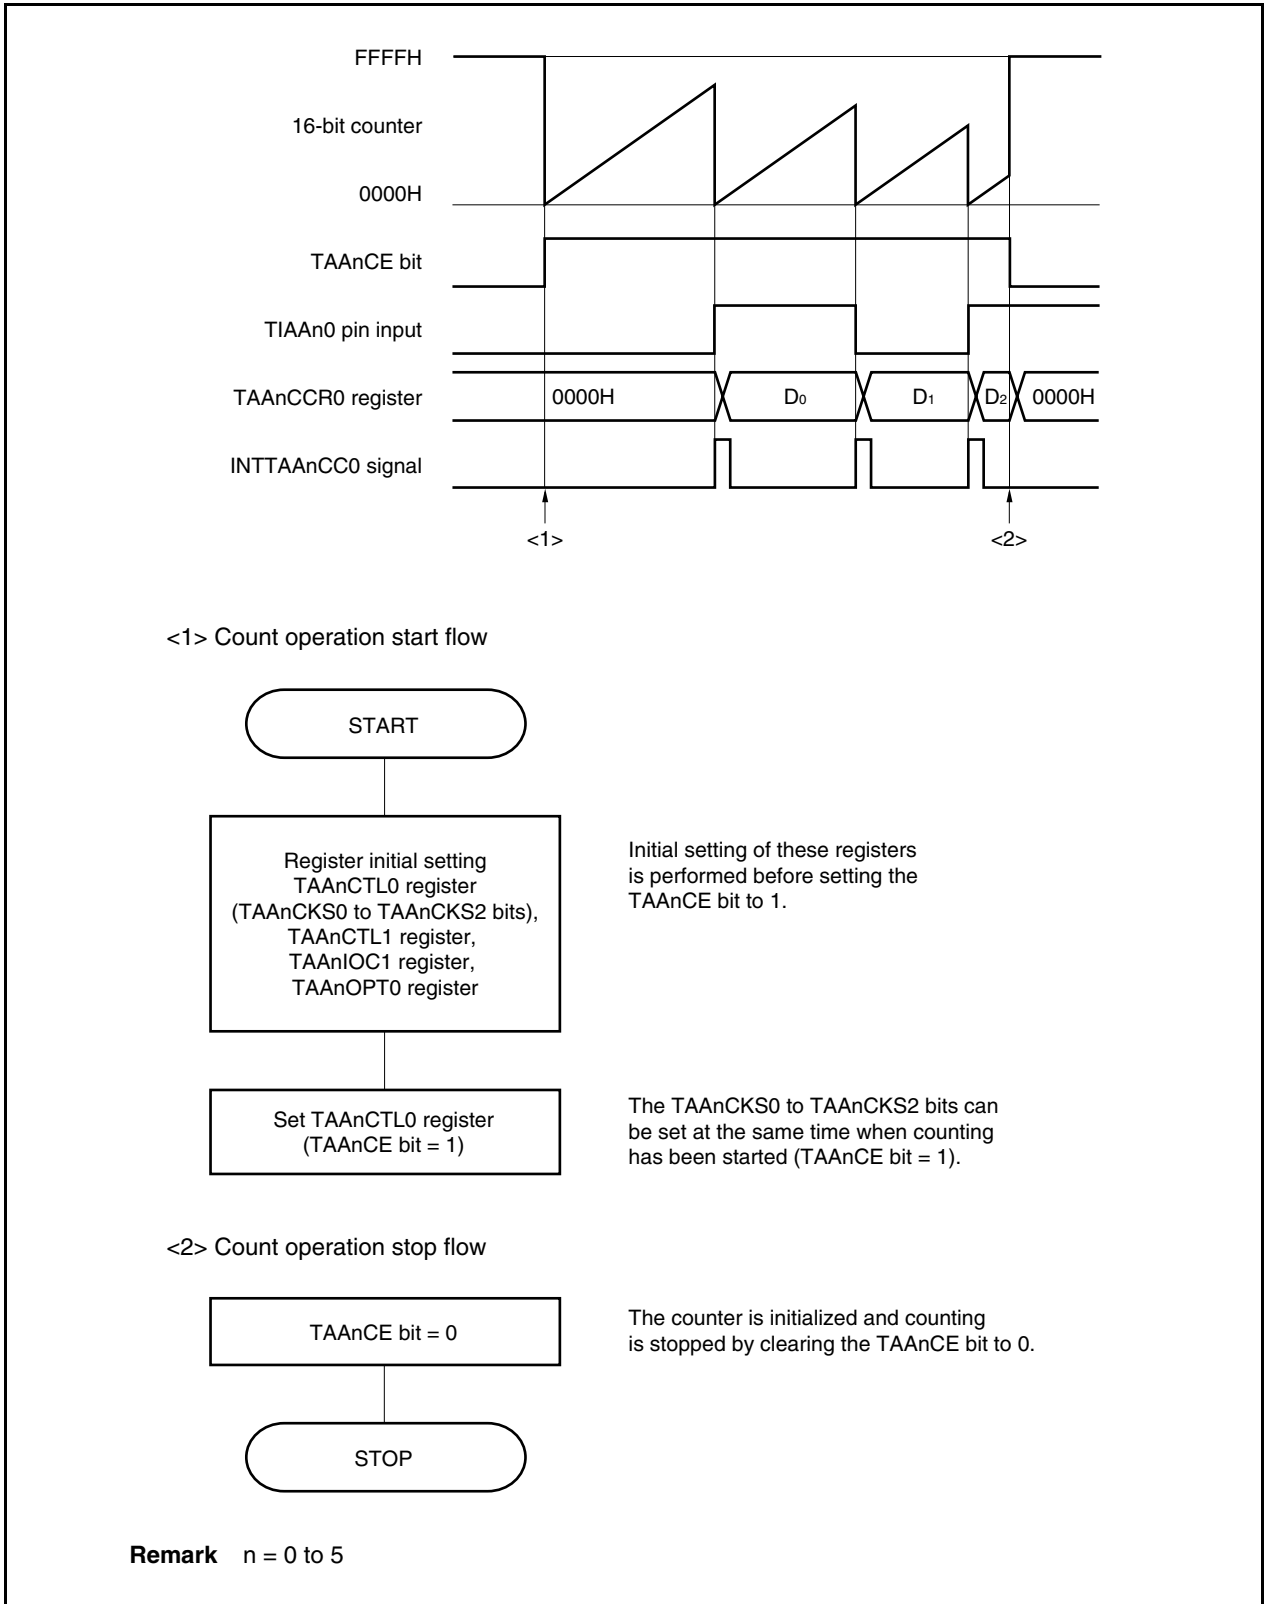 FFFFH
16-bit counter
0000H
TAAnCE bit
TIAAn0 pin input
TAAnCCR0 register
0000H
D0
D1
D2
0000H
INTTAAnCC0 signal
<1>
<2>
<1> Count operation start flow
START
Register initial setting
TAAnCTL0 register
(TAAnCKS0 to TAAnCKS2 bits),
TAAnCTL1 register,
TAAnIOC1 register,
TAAnOPT0 register
Initial setting of these registers
is performed before setting the
TAAnCE bit to 1.
Set TAAnCTL0 register
(TAAnCE bit = 1)
The TAAnCKS0 to TAAnCKS2 bits can
be set at the same time when counting
has been started (TAAnCE bit = 1).
<2> Count operation stop flow
TAAnCE bit = 0
The counter is initialized and counting
is stopped by clearing the TAAnCE bit to 0.
STOP
Remark n = 0 to 5